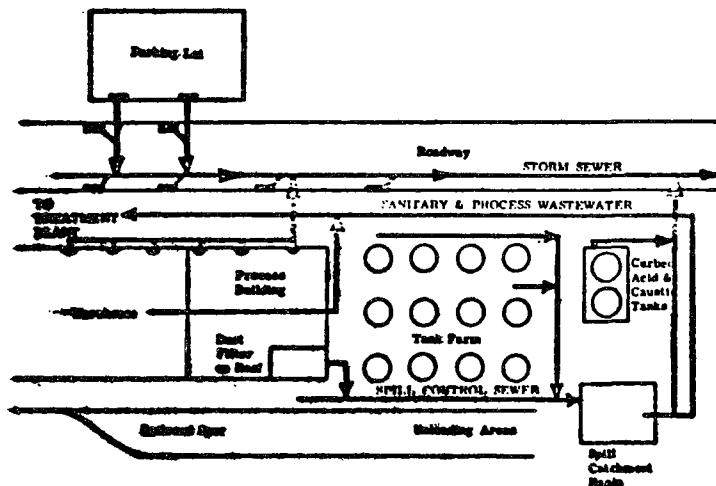 Parking Lot
Roadway
STORM SEWER
SANITARY & PROCESS WASTEWATER
TO
TREATMENT
PLANT
Process
Building
Curbed
Acid &
Caustic
Tanks
Warehouse
Dust
Filter
on Roof
Tank Farm
SPILL CONTROL SEWER
Railroad Spur
Unloading Areas
Spill
Catchment
Basin